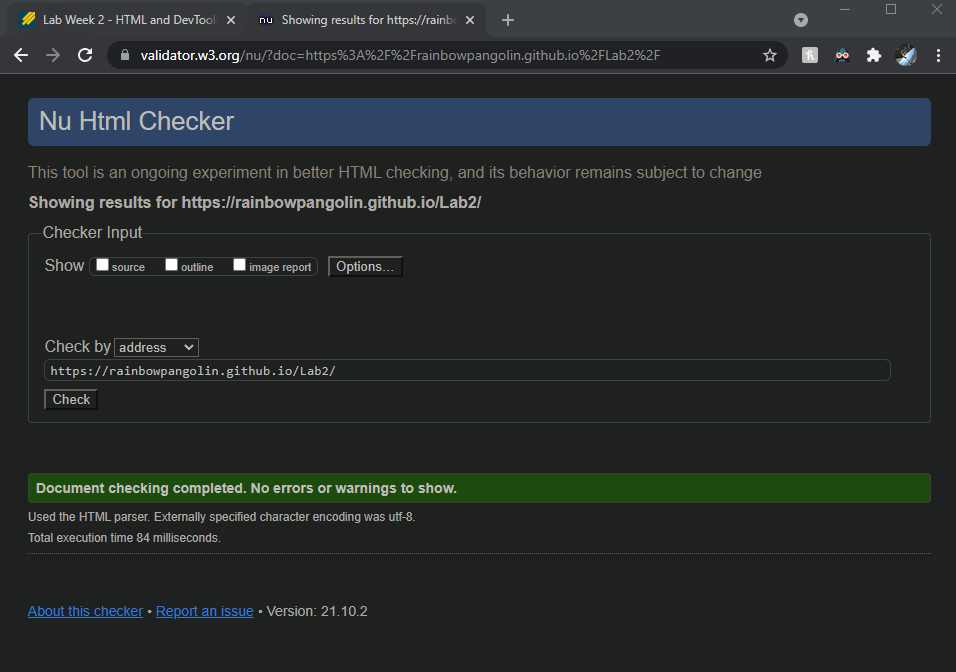 Lab Week 2 - HTML and DevTools
nu Showing results for https://rainb
validator.w3.org/nu/?doc=https%3A%2F%2Frainbowpangolin.github.io%2FLab2%2F
Nu Html Checker
This tool is an ongoing experiment in better HTML checking, and its behavior remains subject to change
Showing results for https://rainbowpangolin.github.io/Lab2/
Checker Input
Show source outline image report Options...
Check by address
https://rainbowpangolin.github.io/Lab2/
Check
Document checking completed. No errors or warnings to show.
Used the HTML parser. Externally specified character encoding was utf-8.
Total execution time 84 milliseconds.
About this checker • Report an issue • Version: 21.10.2